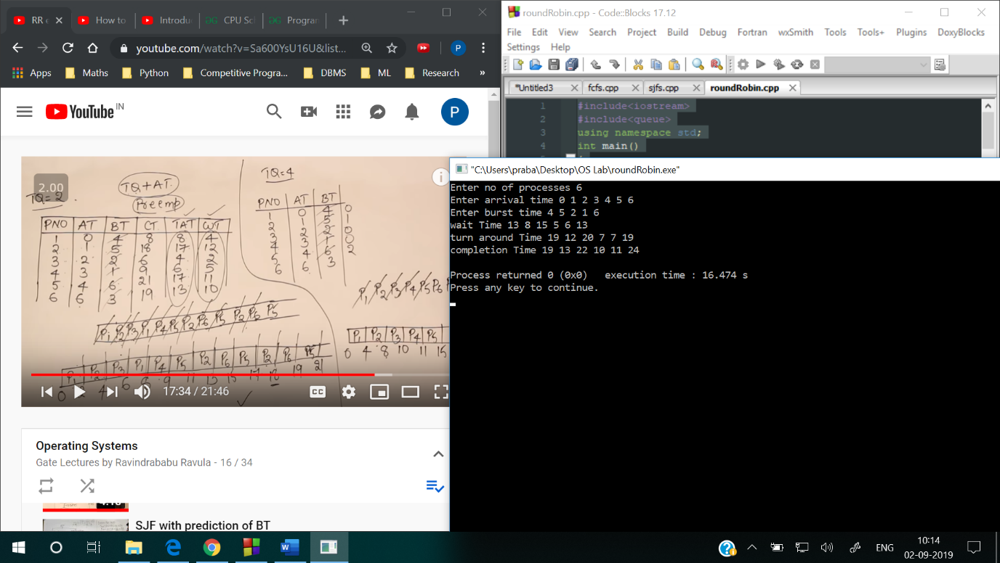 RR e
How to
Introdu
CPU Sc
Progran
youtube.com/watch?v=Sa600YsU16U&list...
P
Apps
Maths
Python
Competitive Progra...
DBMS
ML
Research
»
YouTube IN
P
2.00
TQ=2
TQ+AT
Preemp
PNO AT BT CT TAT WT
1 0 4 8 8 4
2 1 5 18 17 12
3 2 2 6 4 2
4 3 1 9 6 5
5 4 6 21 17 11
6 6 3 19 13 10
P1 P2 P3 P1 P4 P5 P2 P6 P5 P2 P6 P5
P1 P2 P3 P1 P4 P5 P2 P6 P5 P2 P6 P5
0 4 6 8 9 11 13 15 17 18 19 21
TQ=4
PNO AT BT
1 0 4 0
2 1 5 1
3 2 2 0
4 3 1 0
5 4 6 2
6 6 3
P1 P2 P3 P4 P5 P6
P1 P2 P3 P4 P5
0 4 8 10 11 15
17:34 / 21:46
CC
Operating Systems
Gate Lectures by Ravindrababu Ravula - 16 / 34
SJF with prediction of BT
roundRobin.cpp - Code::Blocks 17.12
File Edit View Search Project Build Debug Fortran wxSmith Tools Tools+ Plugins DoxyBlocks
Settings Help
*Untitled3
fcfs.cpp
sjfs.cpp
roundRobin.cpp
1 #include<iostream>
2 #include<queue>
3 using namespace std;
4 int main()
"C:\Users\praba\Desktop\OS Lab\roundRobin.exe"
Enter no of processes 6
Enter arrival time 0 1 2 3 4 5 6
Enter burst time 4 5 2 1 6
wait Time 13 8 15 5 6 13
turn around Time 19 12 20 7 7 19
completion Time 19 13 22 10 11 24
Process returned 0 (0x0) execution time : 16.474 s
Press any key to continue.
ENG
10:14
02-09-2019